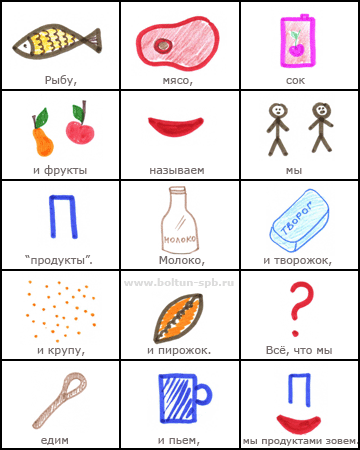 Рыбу,
мясо,
сок
и фрукты
называем
мы
П
МОЛОКО
ТВОРОГ
"продукты".
Молоко,
и творожок,
www.boltun-spb.ru
?
и крупу,
и пирожок.
Всё, что мы
П
едим
и пьем,
мы продуктами зовем.